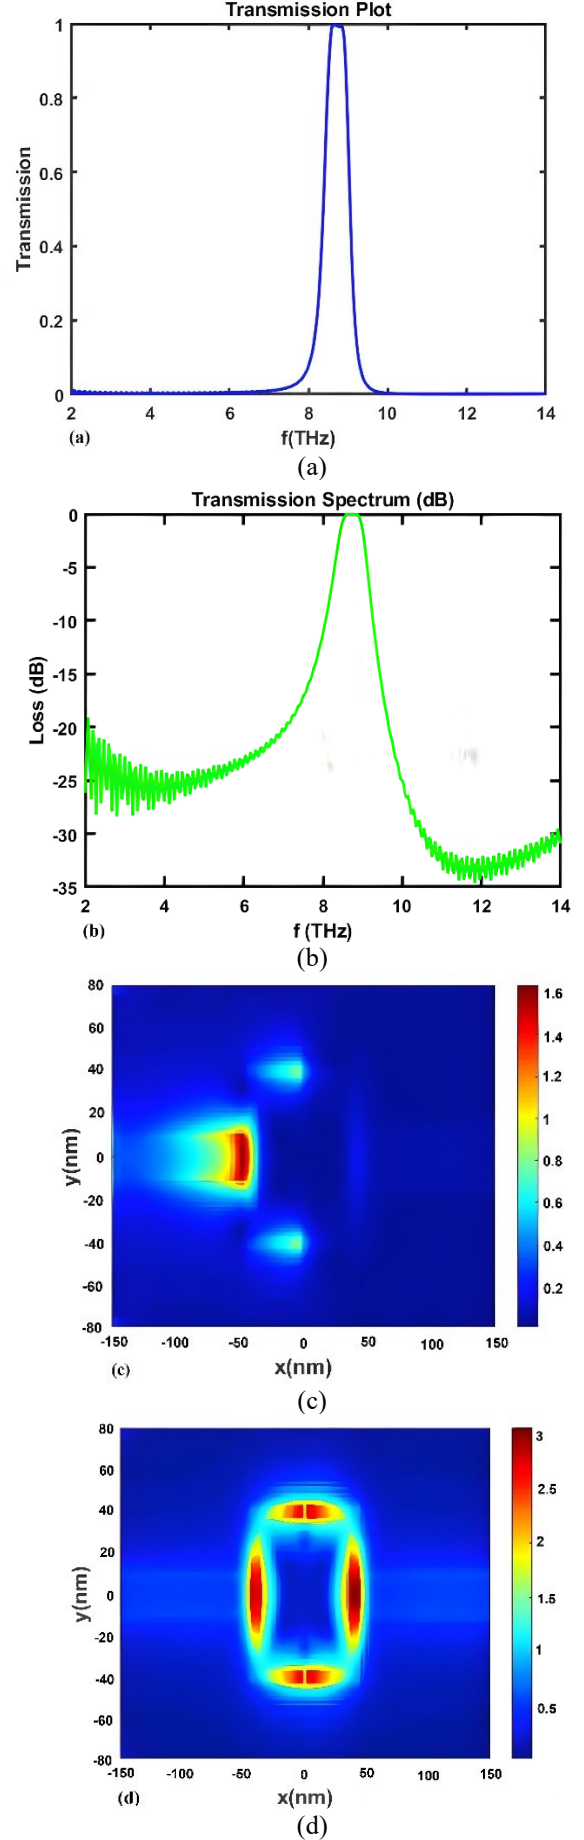 Transmission Plot
1
0.8
0.6
0.4
0.2
0
Transmission
2 4 6 8 10 12 14
(a) f(THz)
(a)
Transmission Spectrum (dB)
0
-5
-10
-15
-20
-25
-30
-35
Loss (dB)
2 4 6 8 10 12 14
(b) f (THz)
(b)
80
60
40
20
0
-20
-40
-60
-80
y(nm)
1.6
1.4
1.2
1
0.8
0.6
0.4
0.2
-150 -100 -50 0 50 100 150
(c) x(nm)
(c)
80
60
40
20
0
-20
-40
-60
-80
y(nm)
3
2.5
2
1.5
1
0.5
-150 -100 -50 0 50 100 150
(d) x(nm)
(d)